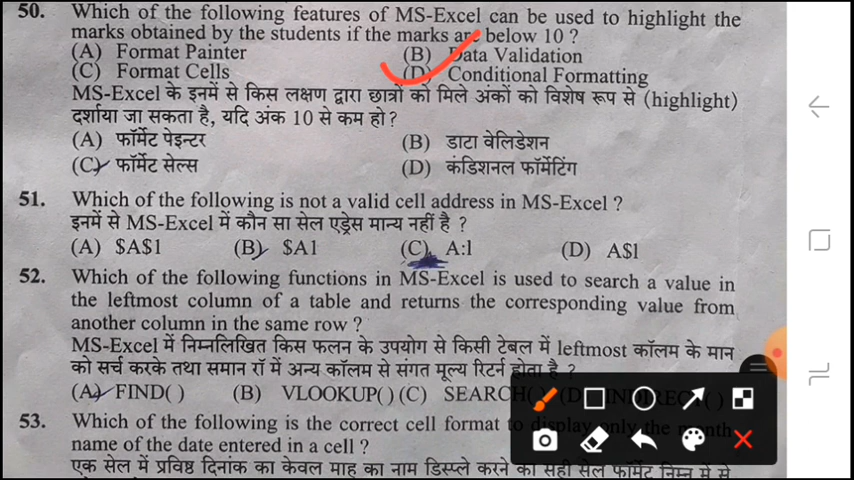 50. Which of the following features of MS-Excel can be used to highlight the
marks obtained by the students if the marks are below 10 ?
(A) Format Painter (B) Data Validation
(C) Format Cells (D) Conditional Formatting
MS-Excel के इनमें से किस लक्षण द्वारा छात्रों को मिले अंकों को विशेष रूप से (highlight)
दर्शाया जा सकता है, यदि अंक 10 से कम हो ?
(A) फॉर्मेट पेइन्टर (B) डाटा वेलिडेशन
(C) फॉर्मेट सेल्स (D) कंडिशनल फॉर्मेटिंग
51. Which of the following is not a valid cell address in MS-Excel ?
इनमें से MS-Excel में कौन सा सेल एड्रेस मान्य नहीं है ?
(A) $A$1 (B) $A1 (C) A:1 (D) A$1
52. Which of the following functions in MS-Excel is used to search a value in
the leftmost column of a table and returns the corresponding value from
another column in the same row ?
MS-Excel में निम्नलिखित किस फलन के उपयोग से किसी टेबल में leftmost कॉलम के मान
को सर्च करके तथा समान रॉ में अन्य कॉलम से संगत मूल्य रिटर्न होता है ?
(A) FIND( ) (B) VLOOKUP( ) (C) SEARCH( ) (D) INDIRECT( )
53. Which of the following is the correct cell format to display only the month
name of the date entered in a cell ?
एक सेल में प्रविष्ट दिनांक का केवल माह का नाम डिस्प्ले करने का सही सेल फॉर्मेट निम्न में से